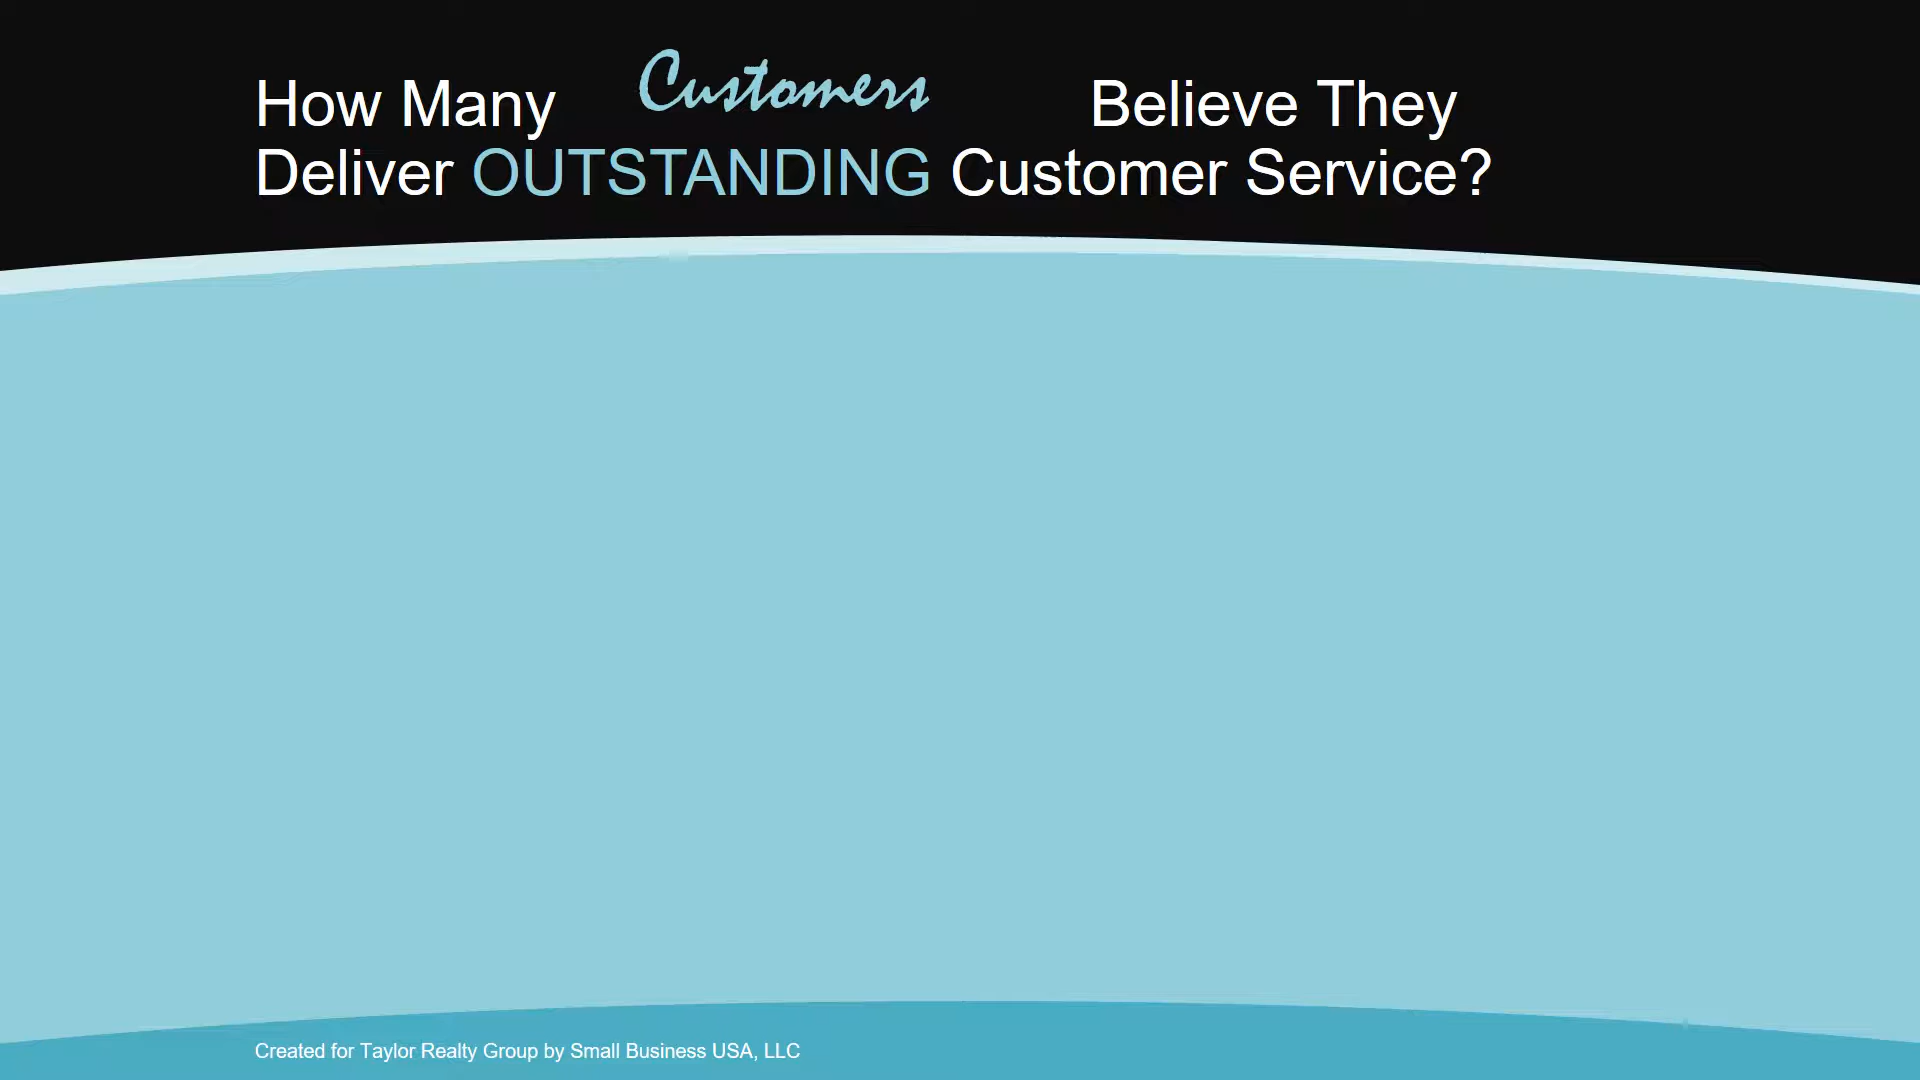 How Many Customers Believe They
Deliver OUTSTANDING Customer Service?
Created for Taylor Realty Group by Small Business USA, LLC